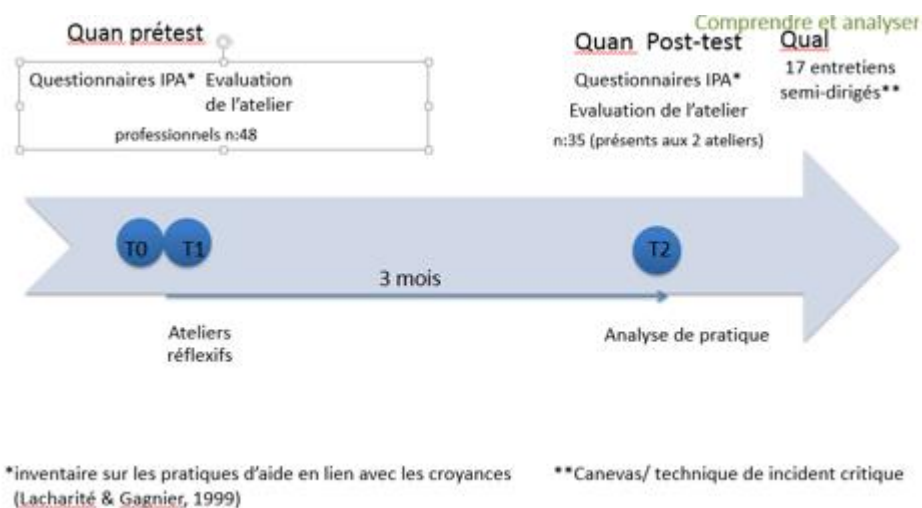 Comprendre et analyser
Quan prétest
Questionnaires IPA* Evaluation
de l'atelier
professionnels n:48
Quan Post-test
Questionnaires IPA*
Evaluation de l'atelier
n:35 (présents aux 2 ateliers)
Qual
17 entretiens
semi-dirigés**
T0
T1
T2
3 mois
Ateliers
réflexifs
Analyse de pratique
*inventaire sur les pratiques d'aide en lien avec les croyances
(Lacharité & Gagnier, 1999)
**Canevas/ technique de incident critique